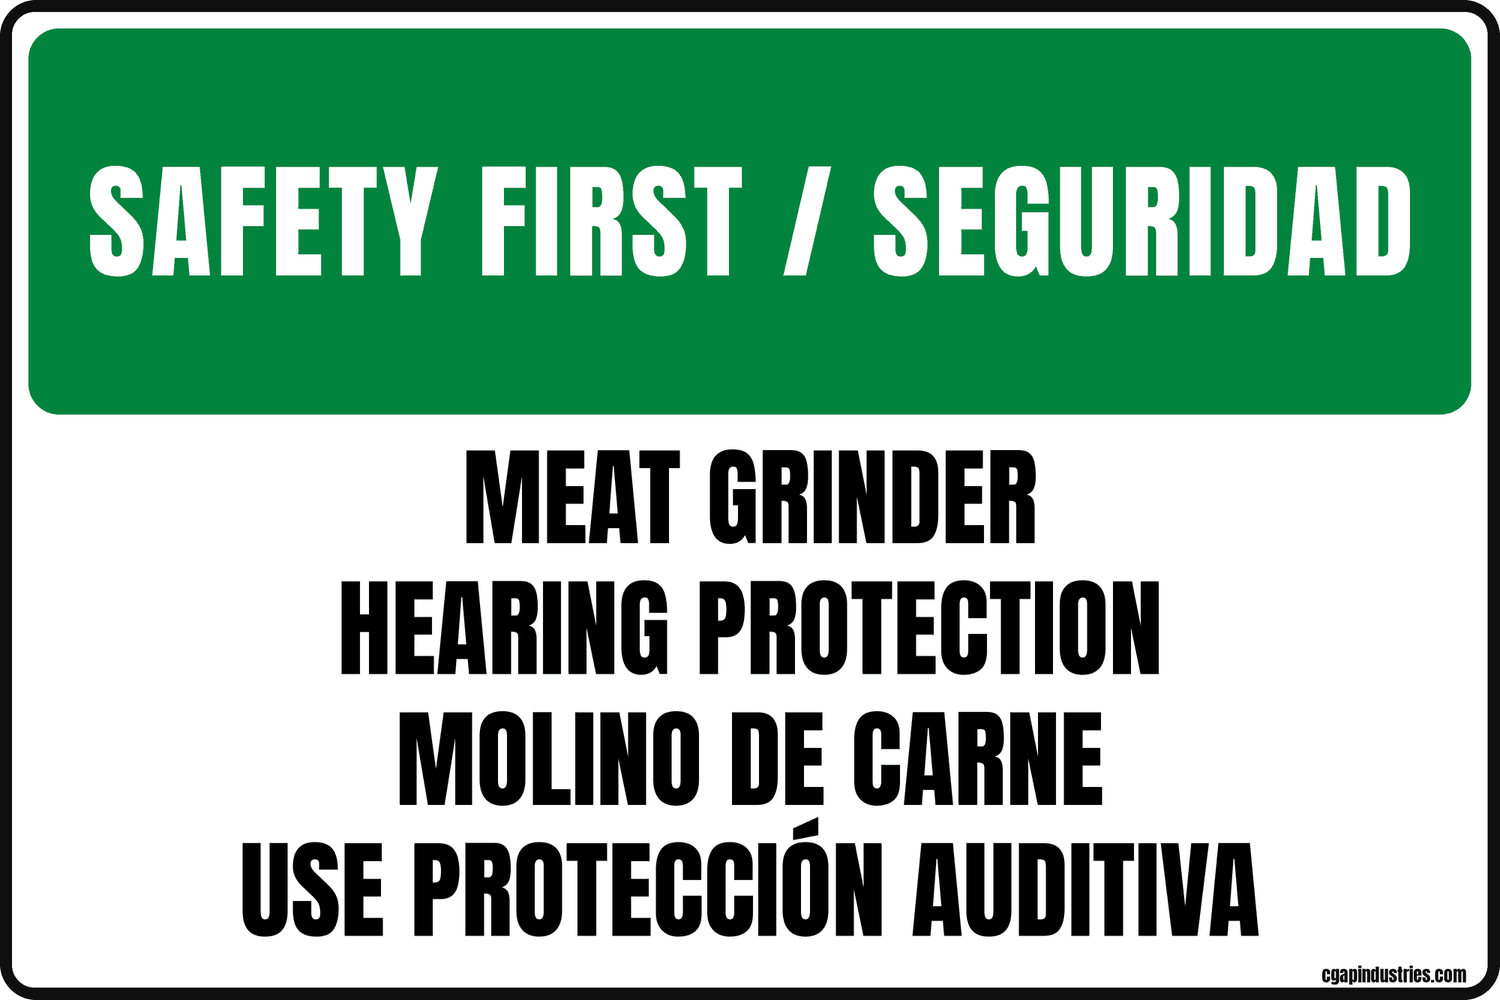 SAFETY FIRST / SEGURIDAD
MEAT GRINDER
HEARING PROTECTION
MOLINO DE CARNE
USE PROTECCIÓN AUDITIVA
cgapindustries.com